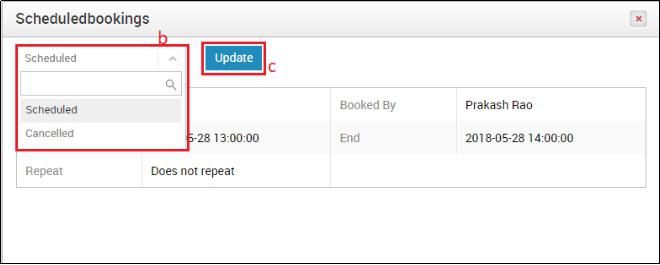 Scheduledbookings
b
Scheduled
Update
c
Scheduled
Booked By
Prakash Rao
Cancelled
5-28 13:00:00
End
2018-05-28 14:00:00
Repeat
Does not repeat